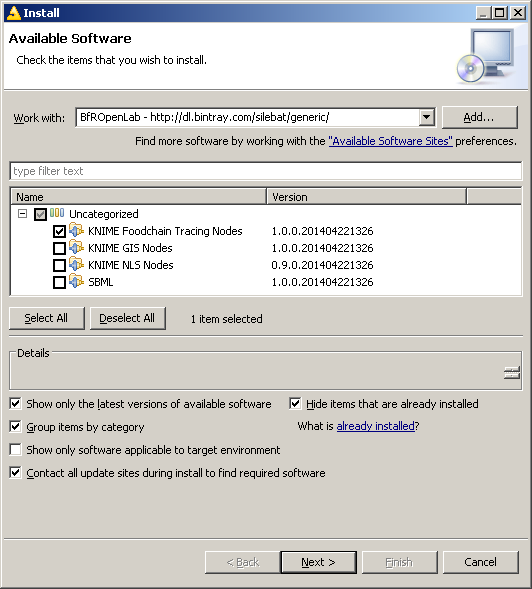 Install
Available Software
Check the items that you wish to install.
Work with: BfROpenLab - http://dl.bintray.com/silebat/generic/ Add...
Find more software by working with the "Available Software Sites" preferences.
type filter text
Name Version
Uncategorized
KNIME Foodchain Tracing Nodes 1.0.0.201404221326
KNIME GIS Nodes 1.0.0.201404221326
KNIME NLS Nodes 0.9.0.201404221326
SBML 1.0.0.201404221326
Select All Deselect All 1 item selected
Details
Show only the latest versions of available software Hide items that are already installed
Group items by category What is already installed?
Show only software applicable to target environment
Contact all update sites during install to find required software
< Back Next > Finish Cancel